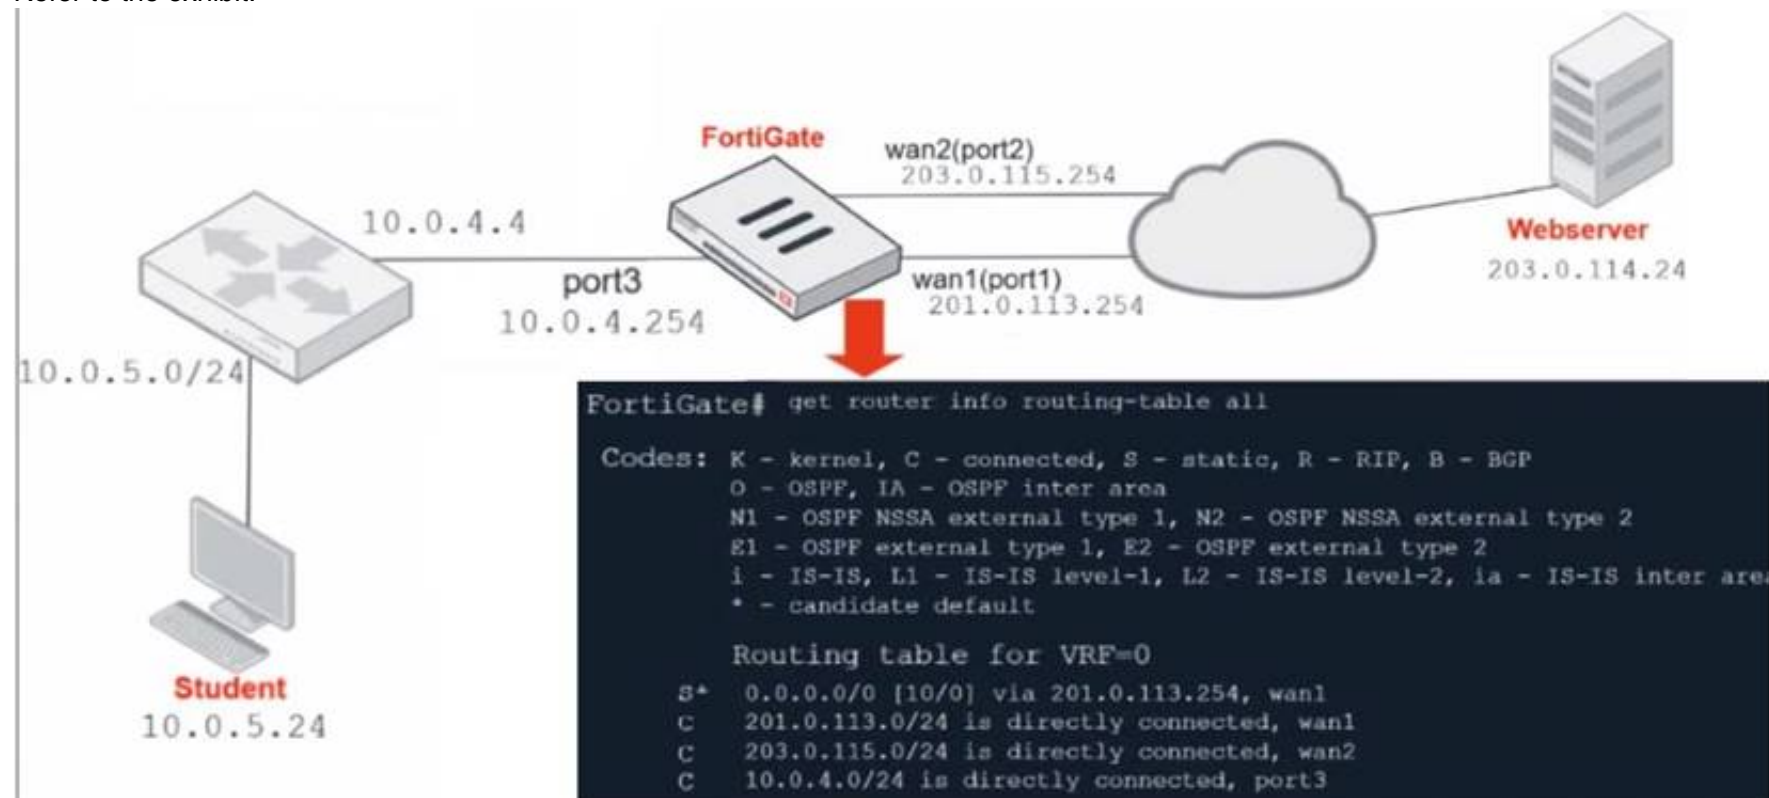 Refer to the exhibit.
FortiGate
wan2(port2)
203.0.115.254
10.0.4.4
Webserver
203.0.114.24
port3
10.0.4.254
wan1(port1)
201.0.113.254
10.0.5.0/24
FortiGate# get router info routing-table all
Codes: K - kernel, C - connected, S - static, R - RIP, B - BGP
O - OSPF, IA - OSPF inter area
N1 - OSPF NSSA external type 1, N2 - OSPF NSSA external type 2
E1 - OSPF external type 1, E2 - OSPF external type 2
i - IS-IS, L1 - IS-IS level-1, L2 - IS-IS level-2, ia - IS-IS inter area
* - candidate default
Routing table for VRF=0
S* 0.0.0.0/0 [10/0] via 201.0.113.254, wan1
C 201.0.113.0/24 is directly connected, wan1
C 203.0.115.0/24 is directly connected, wan2
C 10.0.4.0/24 is directly connected, port3
Student
10.0.5.24